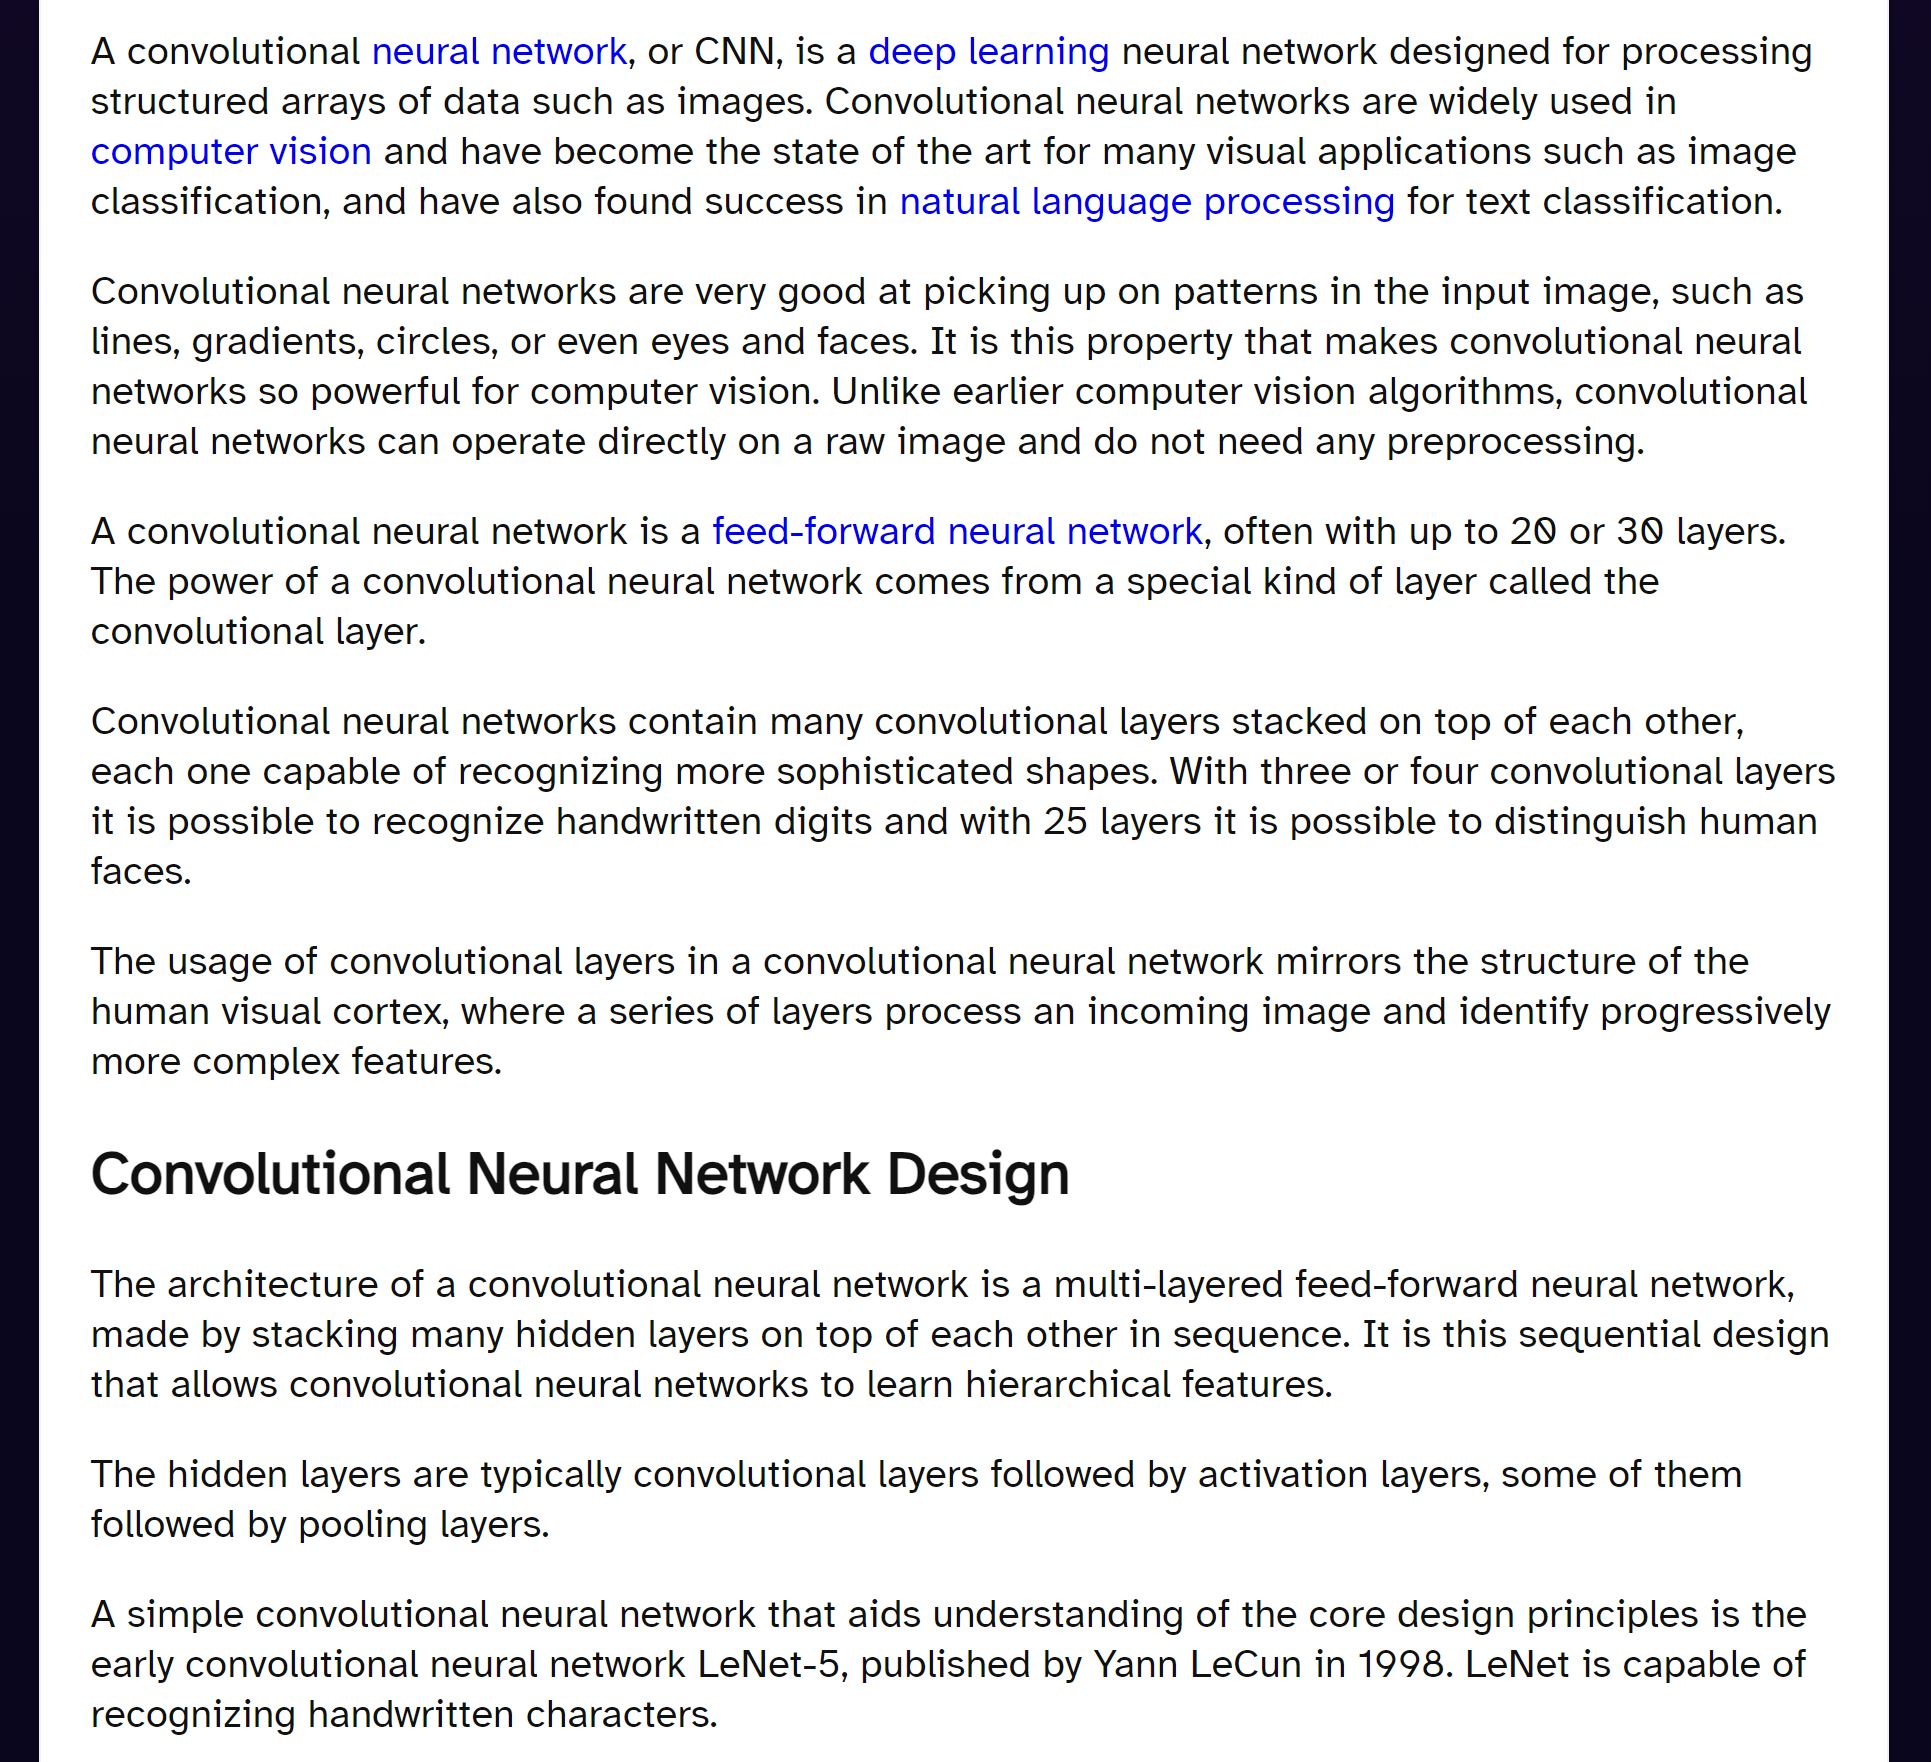 A convolutional neural network, or CNN, is a deep learning neural network designed for processing
structured arrays of data such as images. Convolutional neural networks are widely used in
computer vision and have become the state of the art for many visual applications such as image
classification, and have also found success in natural language processing for text classification.
Convolutional neural networks are very good at picking up on patterns in the input image, such as
lines, gradients, circles, or even eyes and faces. It is this property that makes convolutional neural
networks so powerful for computer vision. Unlike earlier computer vision algorithms, convolutional
neural networks can operate directly on a raw image and do not need any preprocessing.
A convolutional neural network is a feed-forward neural network, often with up to 20 or 30 layers.
The power of a convolutional neural network comes from a special kind of layer called the
convolutional layer.
Convolutional neural networks contain many convolutional layers stacked on top of each other,
each one capable of recognizing more sophisticated shapes. With three or four convolutional layers
it is possible to recognize handwritten digits and with 25 layers it is possible to distinguish human
faces.
The usage of convolutional layers in a convolutional neural network mirrors the structure of the
human visual cortex, where a series of layers process an incoming image and identify progressively
more complex features.
Convolutional Neural Network Design
The architecture of a convolutional neural network is a multi-layered feed-forward neural network,
made by stacking many hidden layers on top of each other in sequence. It is this sequential design
that allows convolutional neural networks to learn hierarchical features.
The hidden layers are typically convolutional layers followed by activation layers, some of them
followed by pooling layers.
A simple convolutional neural network that aids understanding of the core design principles is the
early convolutional neural network LeNet-5, published by Yann LeCun in 1998. LeNet is capable of
recognizing handwritten characters.